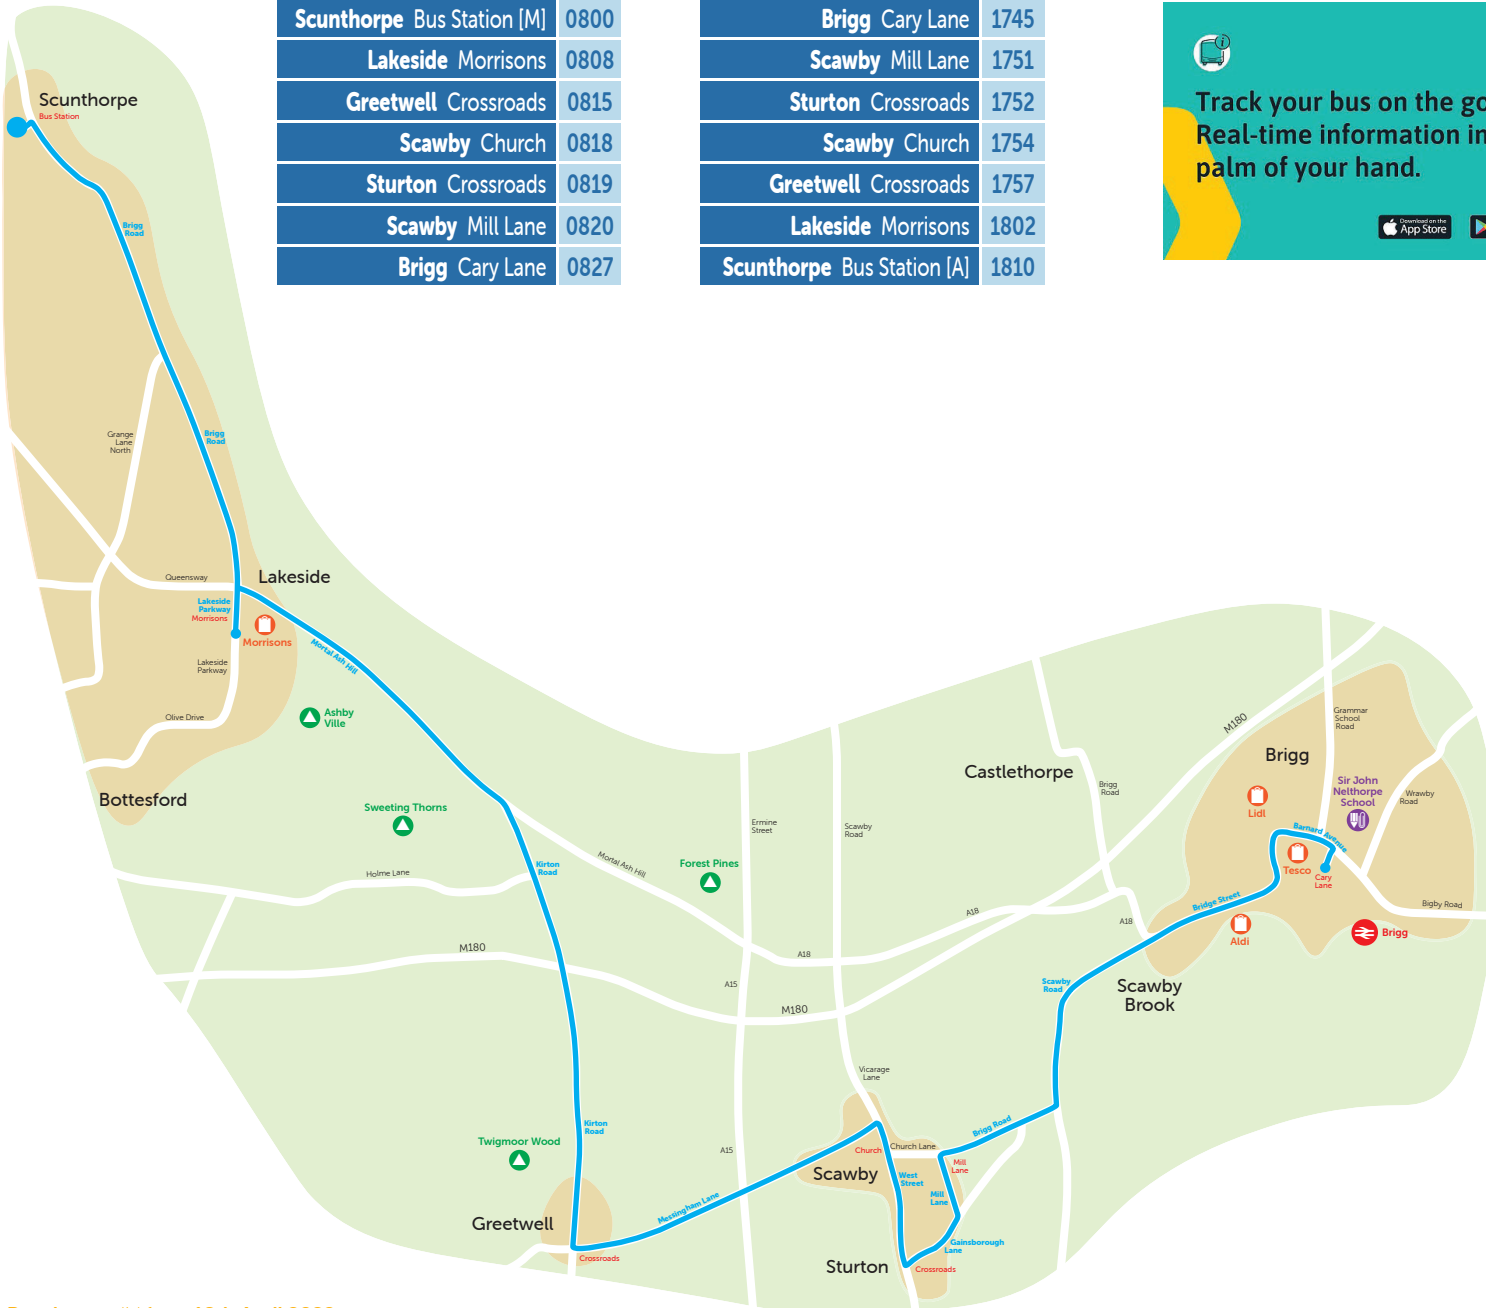 Scunthorpe Bus Station [M] 0800
Lakeside Morrisons 0808
Greetwell Crossroads 0815
Scawby Church 0818
Sturton Crossroads 0819
Scawby Mill Lane 0820
Brigg Cary Lane 0827
Brigg Cary Lane 1745
Scawby Mill Lane 1751
Sturton Crossroads 1752
Scawby Church 1754
Greetwell Crossroads 1757
Lakeside Morrisons 1802
Scunthorpe Bus Station [A] 1810
Track your bus on the go
Real-time information in
palm of your hand.
Download on the
App Store
Scunthorpe
Bus Station
Brigg
Road
Grange
Lane
North
Brigg
Road
Queensway
Lakeside
Lakeside
Parkway
Morrisons
Morrisons
Mortal Ash Hill
Lakeside
Parkway
Olive Drive
Ashby
Ville
Bottesford
Sweeting Thorns
Holme Lane
Kirton
Road
Mortal Ash Hill
Forest Pines
Ermine
Street
Scawby
Road
Castlethorpe
Brigg
Road
M180
Brigg
Grammar
School
Road
Sir John
Nelthorpe
School
Wrawby
Road
Lidl
Barnard Avenue
Tesco
Cary
Lane
Bridge Street
Bigby Road
Aldi
Brigg
A18
A18
A18
M180
A15
M180
Scawby
Road
Scawby
Brook
Vicarage
Lane
Kirton
Road
Twigmoor Wood
A15
Brigg Road
Church
Church Lane
Mill
Lane
Scawby
West
Street
Mill
Lane
Messingham Lane
Greetwell
Crossroads
Gainsborough
Lane
Sturton
Crossroads